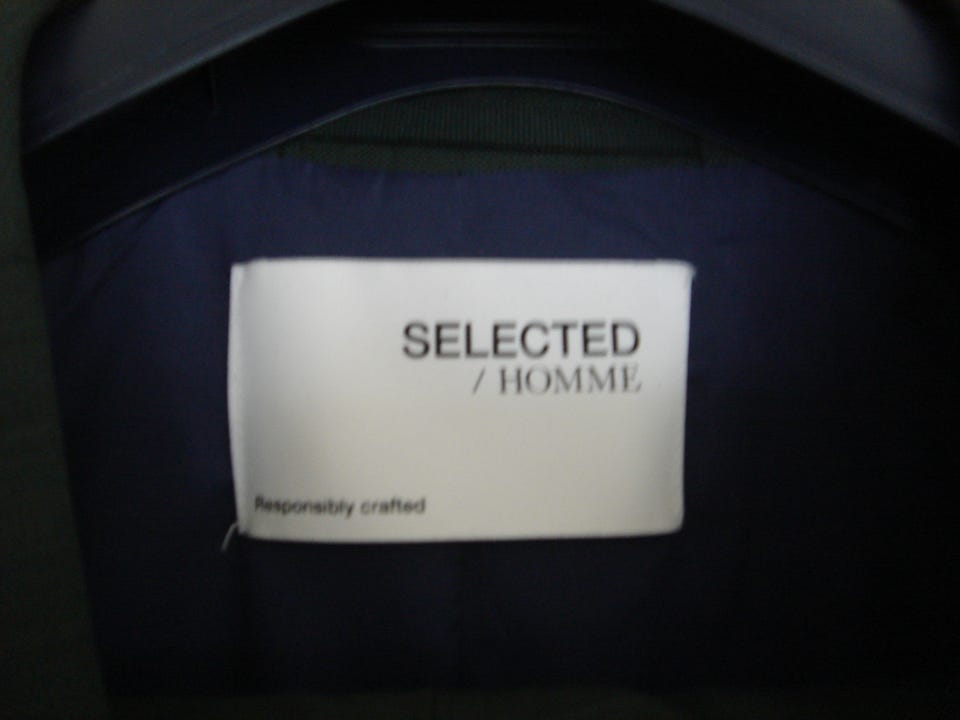 SELECTED
/ HOMME
Responsibly crafted